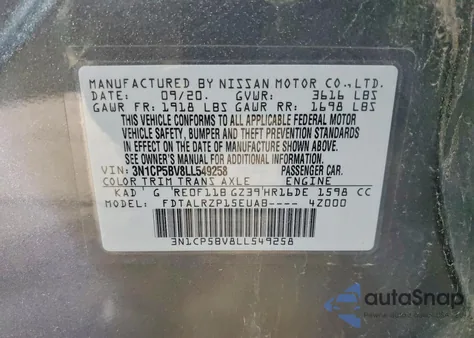 MANUFACTURED BY NISSAN MOTOR CO., LTD.
DATE: 09/20. GVWR: 3616 LBS
GAWR FR: 1918 LBS GAWR RR: 1698 LBS
THIS VEHICLE CONFORMS TO ALL APPLICABLE FEDERAL MOTOR
VEHICLE SAFETY, BUMPER AND THEFT PREVENTION STANDARDS
IN EFFECT ON THE DATE OF MANUFACTURE SHOWN ABOVE.
SEE OWNER'S MANUAL FOR ADDITIONAL INFORMATION.
VIN: 3N1CP5BV8LL549258 PASSENGER CAR.
COLOR TRIM TRANS AXLE ENGINE
KAD G RE0F11B GZ39 HR16DE 1598 CC
MODEL FDTALRZP15EUA8---- 4Z000
3N1CP5BV8LL549258
autoSnap